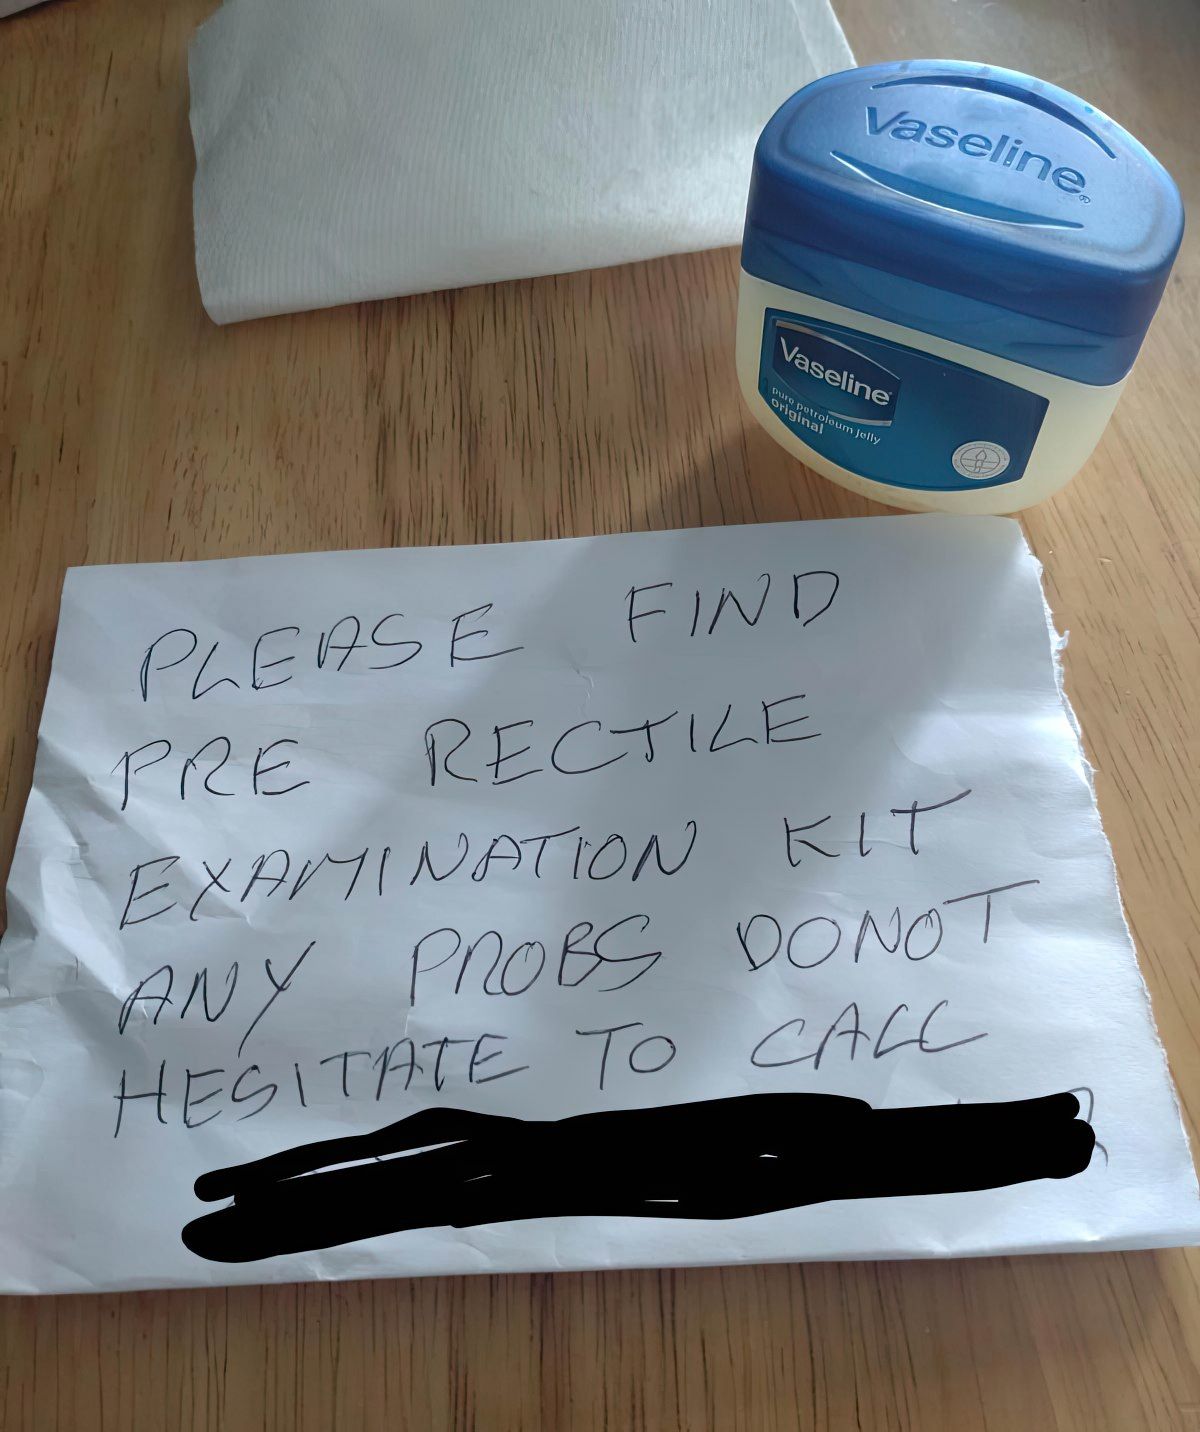 Vaseline
Vaseline
pure petroleum jelly
original
PLEASE FIND
PRE RECTILE
EXAMINATION KIT
ANY PROBS DONOT
HESITATE TO CALL